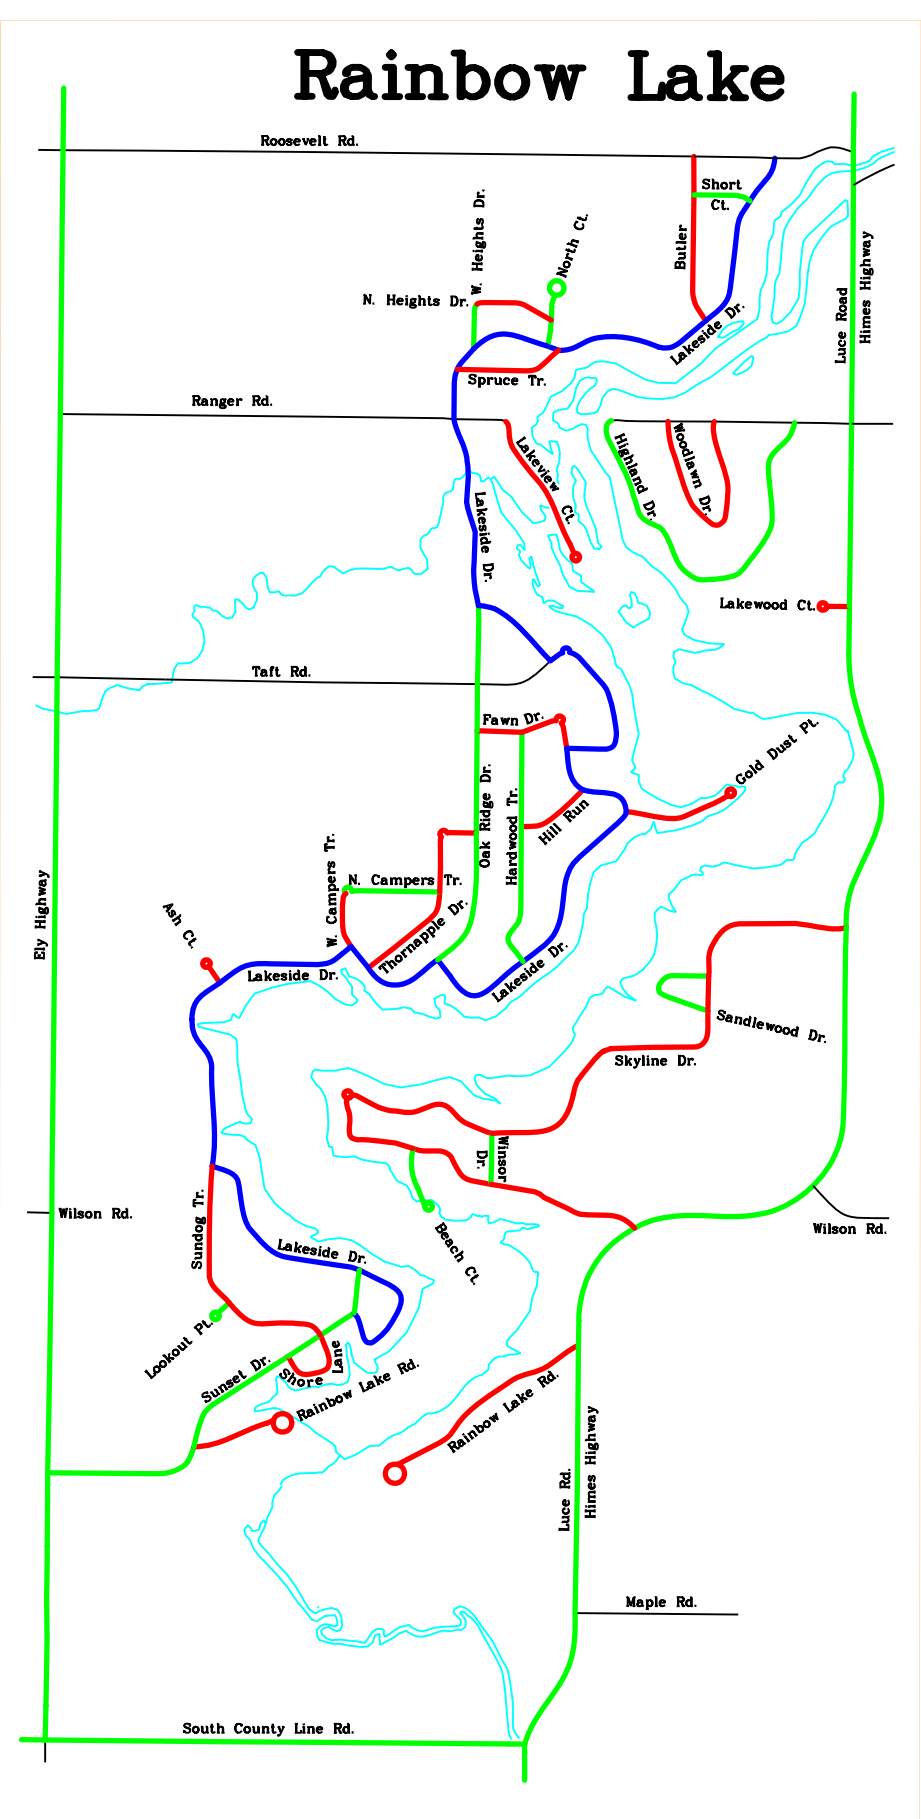 Rainbow Lake
Roosevelt Rd.
Short
Ct.
W. Heights Dr.
North Ct.
Butler
N. Heights Dr.
Luce Road
Himes Highway
Lakeside Dr.
Spruce Tr.
Ranger Rd.
Lakeview Ct.
Highland Dr.
Woodlawn Dr.
Lakeside Dr.
Lakewood Ct.
Taft Rd.
Fawn Dr.
Gold Dust Pt.
Oak Ridge Dr.
Hardwood Tr.
Hill Run
W. Campers Tr.
N. Campers Tr.
Ely Highway
Ash Ct.
Thornapple Dr.
Lakeside Dr.
Lakeside Dr.
Sandlewood Dr.
Skyline Dr.
Winsor
Dr.
Wilson Rd.
Sundog Tr.
Wilson Rd.
Lakeside Dr.
Beach Ct.
Lookout Pt.
Sunset Dr.
Shore Lane
Rainbow Lake Rd.
Rainbow Lake Rd.
Luce Rd.
Himes Highway
Maple Rd.
South County Line Rd.